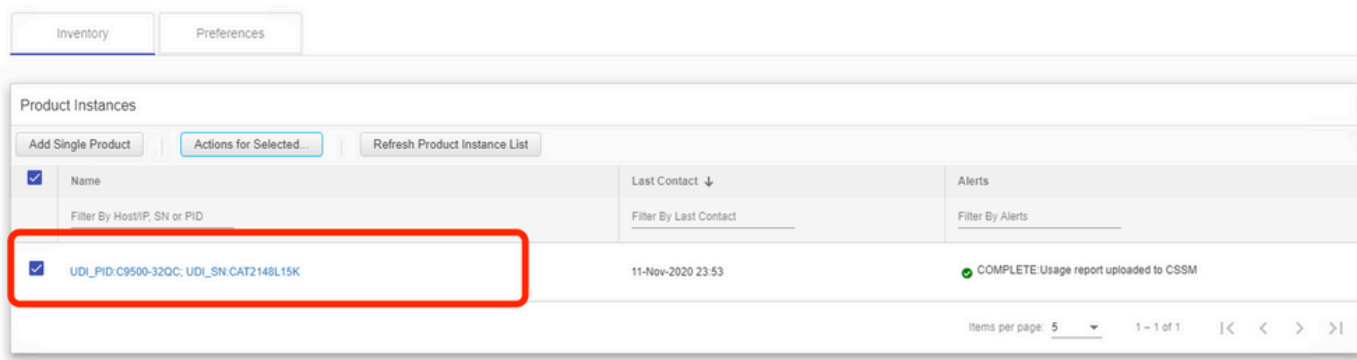 Inventory Preferences
Product Instances
Add Single Product Actions for Selected... Refresh Product Instance List
Name Last Contact Alerts
Filter By Host/IP, SN or PID Filter By Last Contact Filter By Alerts
UDI_PID:C9500-32QC; UDI_SN:CAT2148L15K 11-Nov-2020 23:53 COMPLETE:Usage report uploaded to CSSM
Items per page: 5 1 – 1 of 1